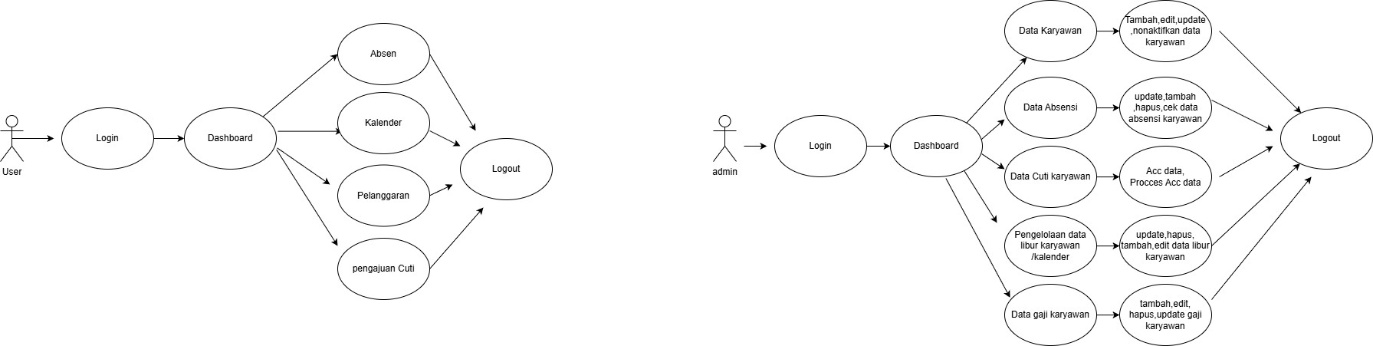 User
Login
Dashboard
Absen
Kalender
Pelanggaran
pengajuan Cuti
Logout
admin
Login
Dashboard
Data Karyawan
Tambah,edit,update
,nonaktifkan data
karyawan
Data Absensi
update,tambah
,hapus,cek data
absensi karyawan
Data Cuti karyawan
Acc data,
Procces Acc data
Pengelolaan data
libur karyawan
/kalender
update,hapus,
tambah,edit data libur
karyawan
Data gaji karyawan
tambah,edit,
hapus,update gaji
karyawan
Logout